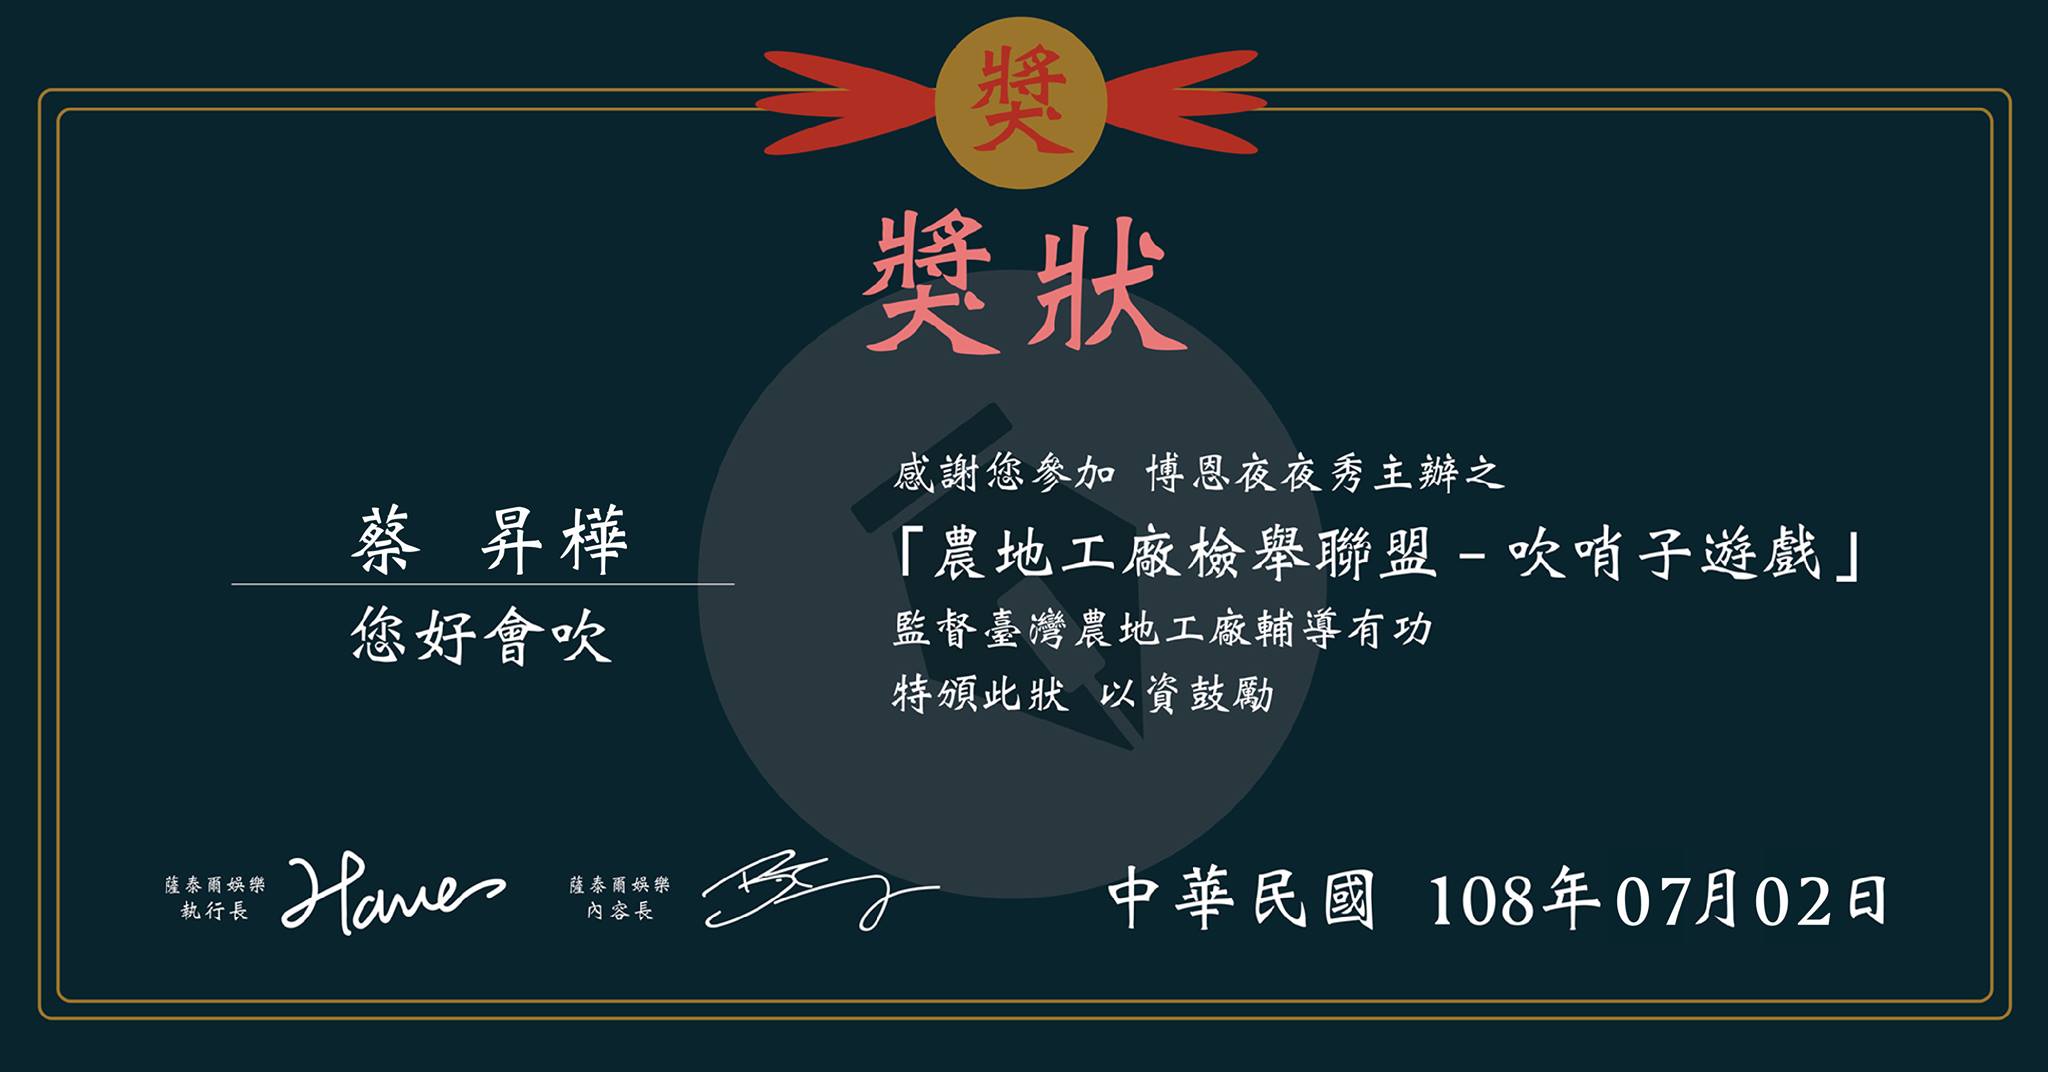 獎
獎狀
蔡 昇樺
您好會吹
感謝您參加 博恩夜夜秀主辦之
「農地工廠檢舉聯盟–吹哨子遊戲」
監督臺灣農地工廠輔導有功
特頒此狀 以資鼓勵
薩泰爾娛樂
執行長
薩泰爾娛樂
內容長
中華民國 108年07月02日